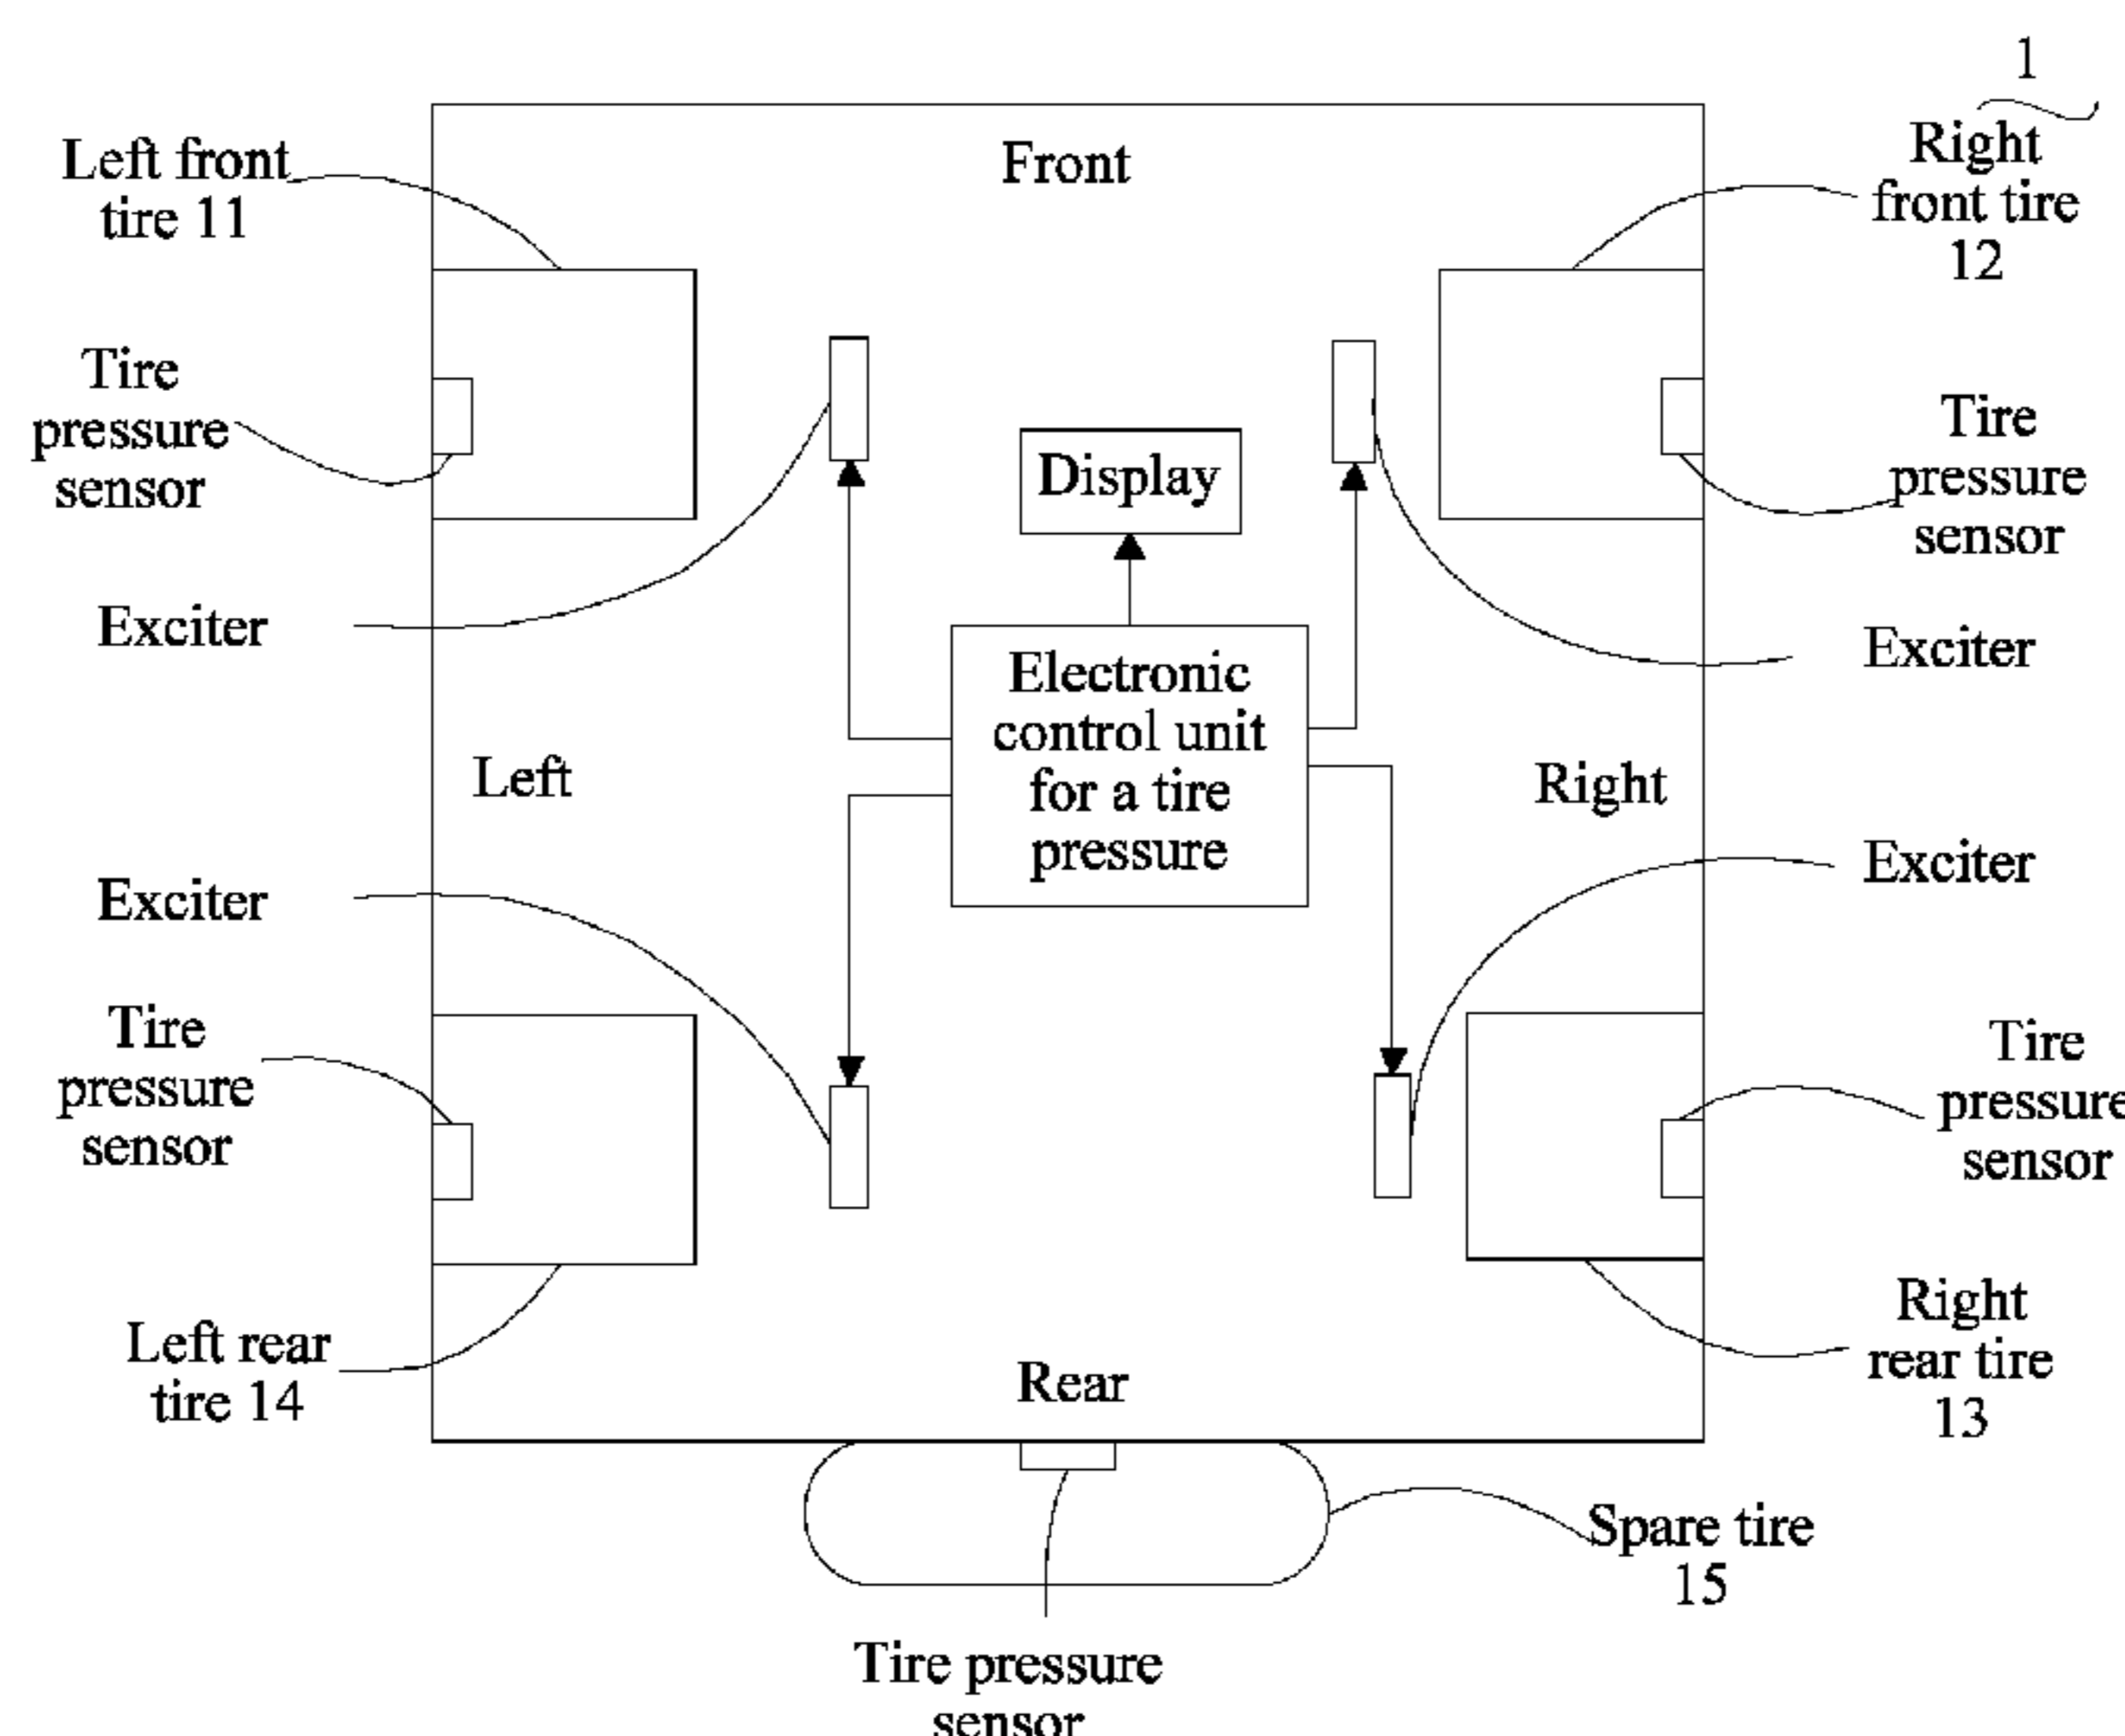 1
Front
Left front
tire 11
Right
front tire
12
Tire
pressure
sensor
Display
Tire
pressure
sensor
Exciter
Exciter
Electronic
control unit
for a tire
pressure
Left
Right
Exciter
Exciter
Tire
pressure
sensor
Tire
pressure
sensor
Left rear
tire 14
Rear
Right
rear tire
13
Spare tire
15
Tire pressure
sensor